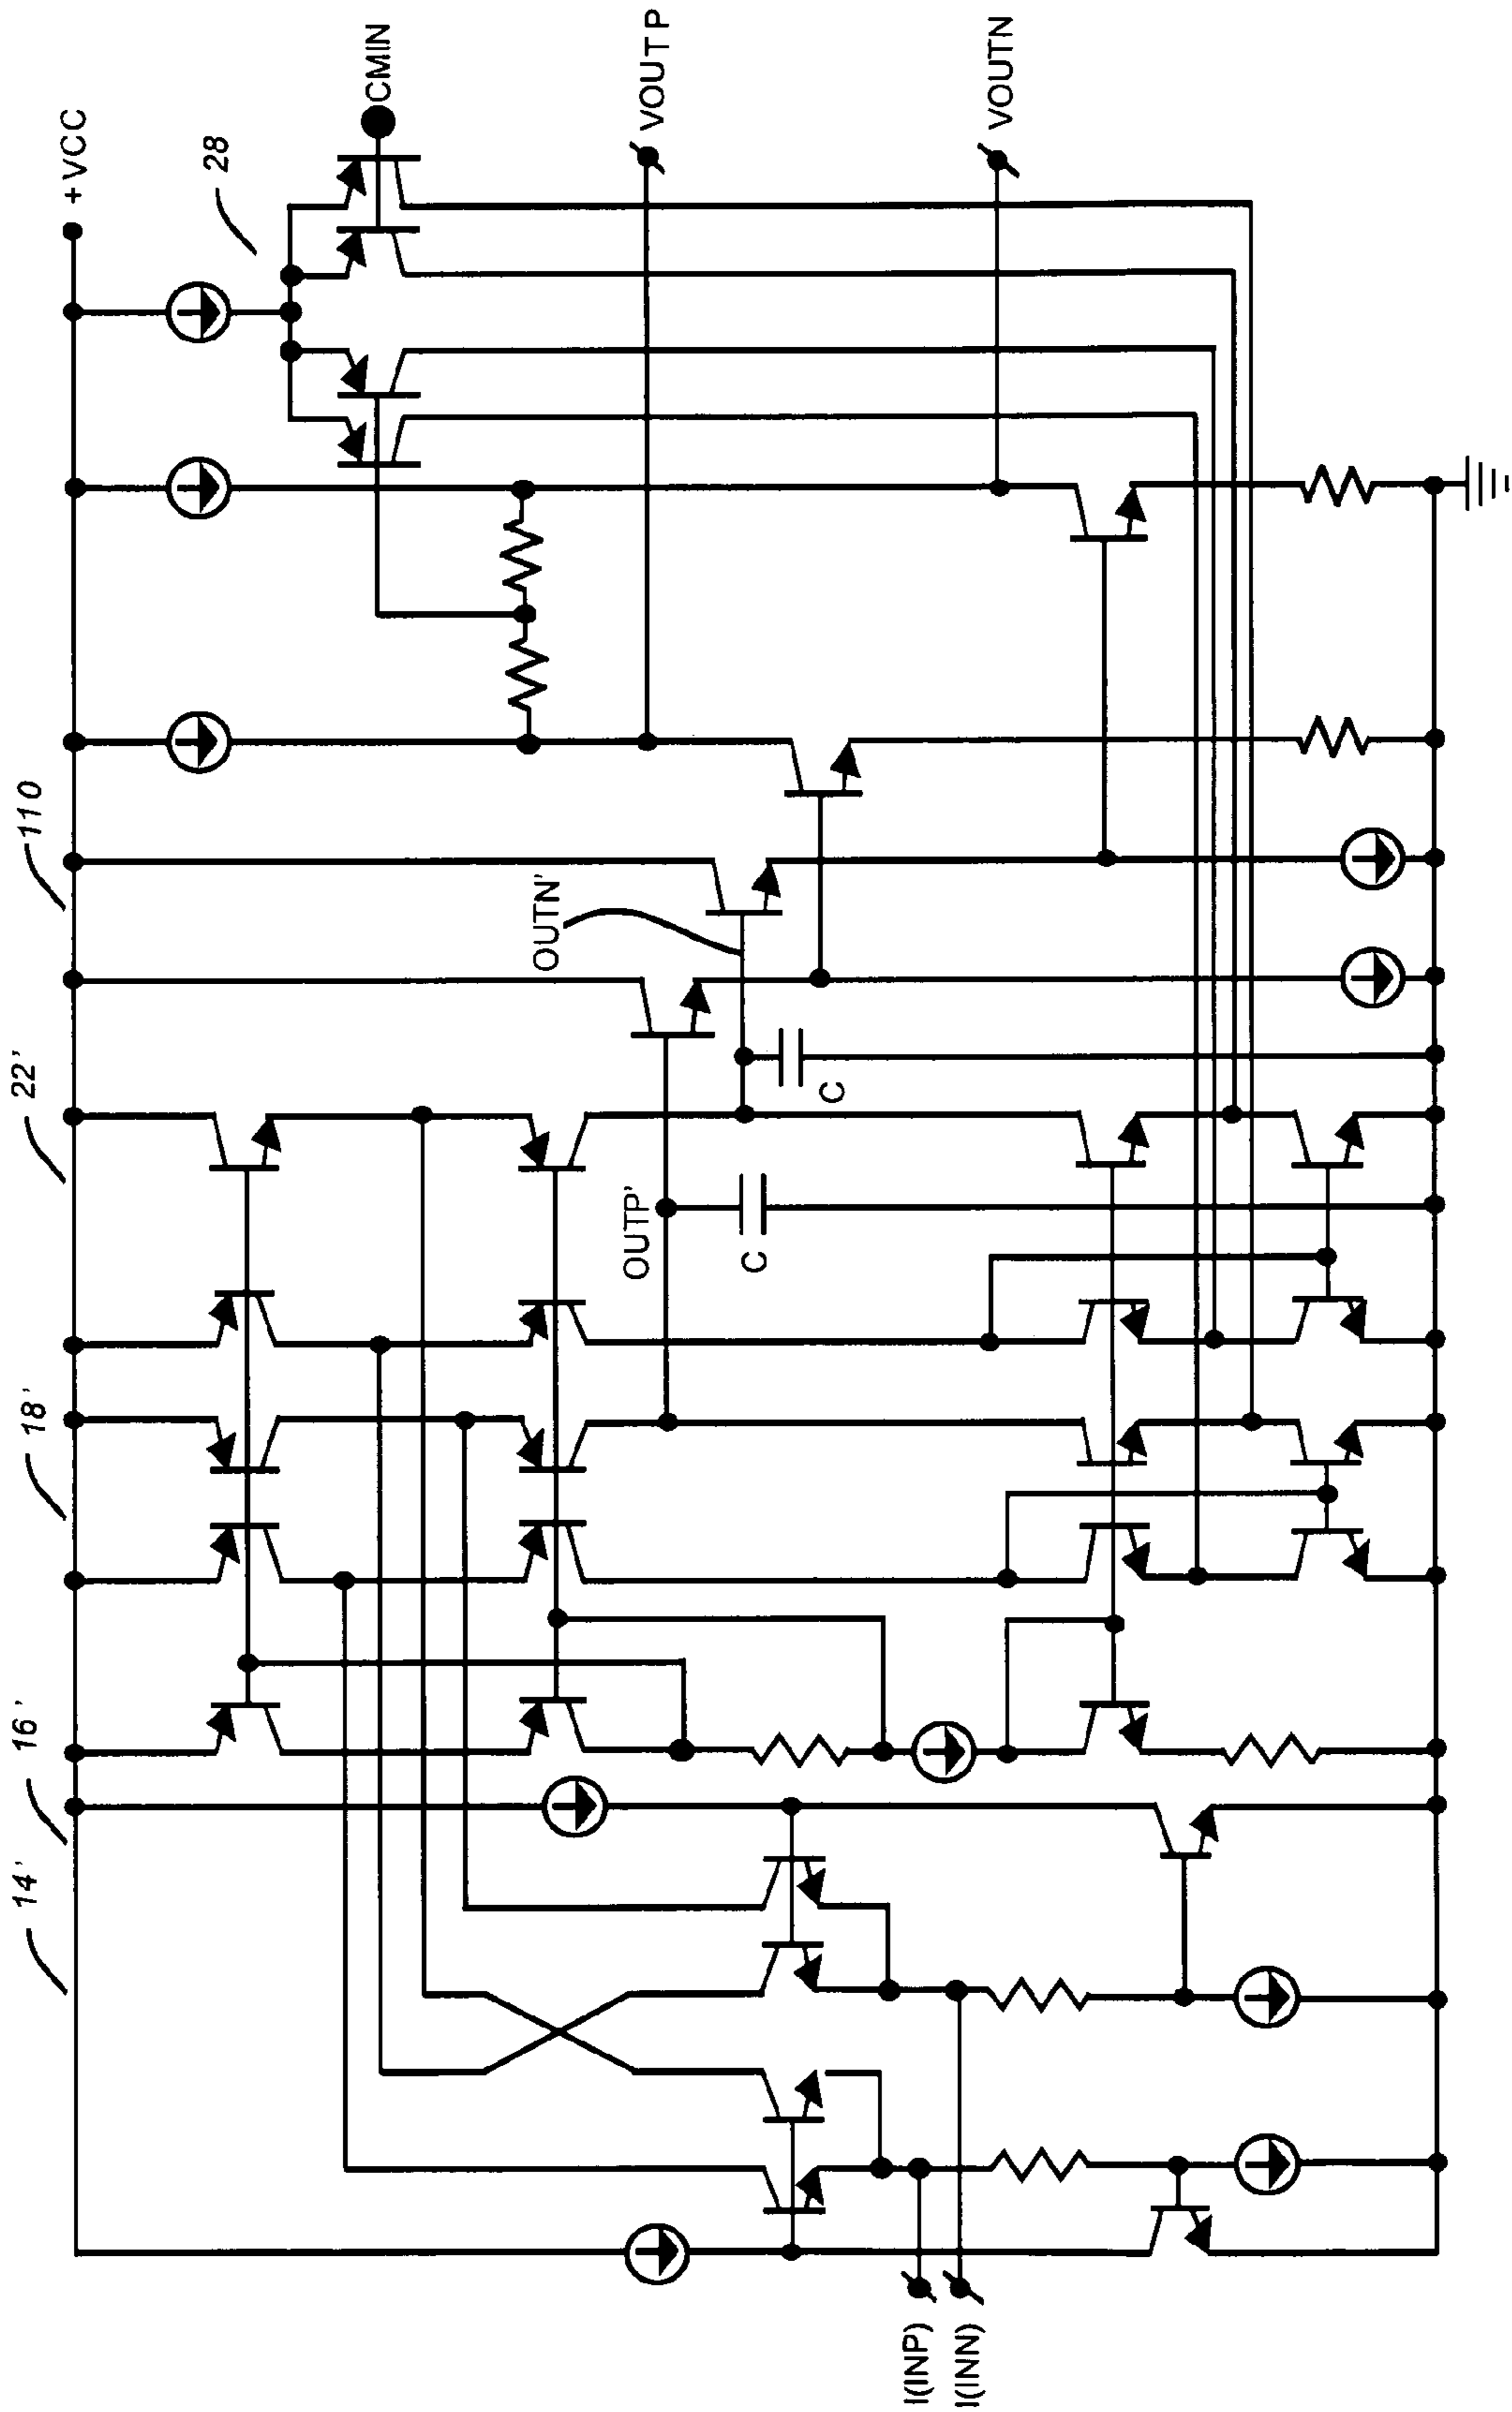 14'
16'
18'
22'
110
+VCC
28
CMIN
VOUTP
VOUTN
OUTN'
OUTP'
C
C
I(INP)
I(INN)